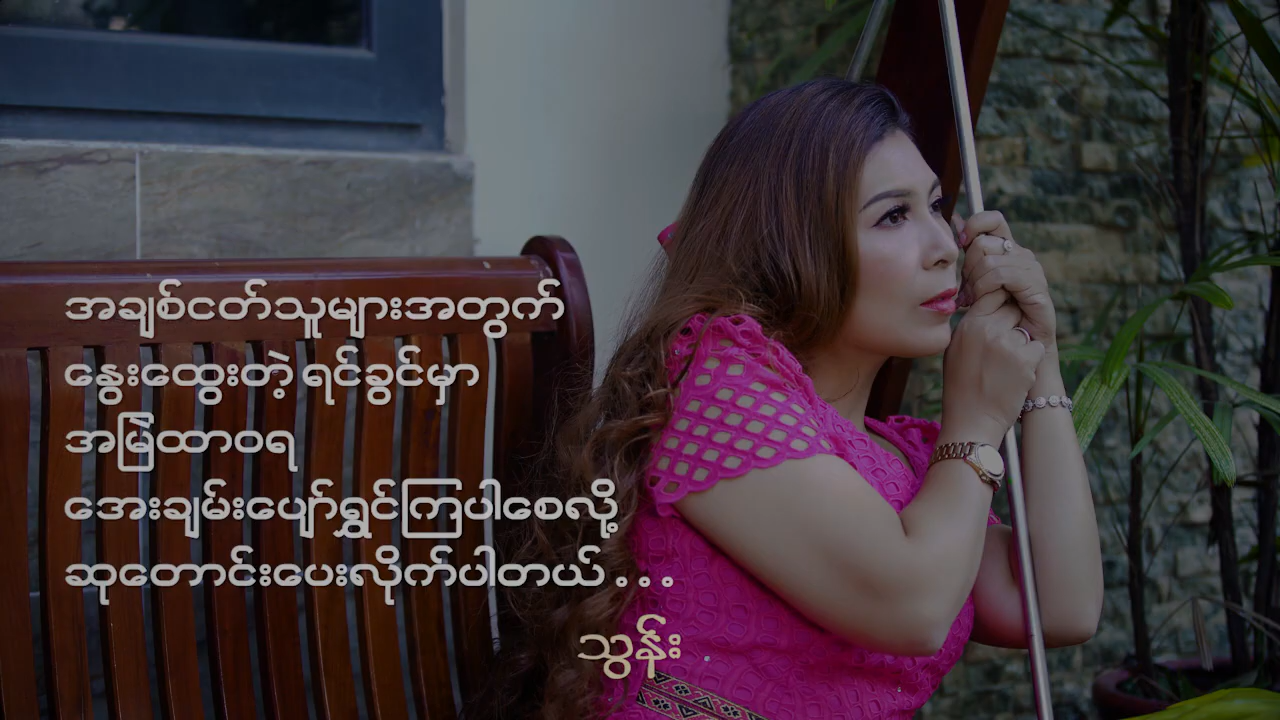 အချစ်ငတ်သူများအတွက်
နွေးထွေးတဲ့ရင်ခွင်မှာ
အမြဲထာဝရ
အေးချမ်းပျော်ရွှင်ကြပါစေလို့
ဆုတောင်းပေးလိုက်ပါတယ်...
သွန်း